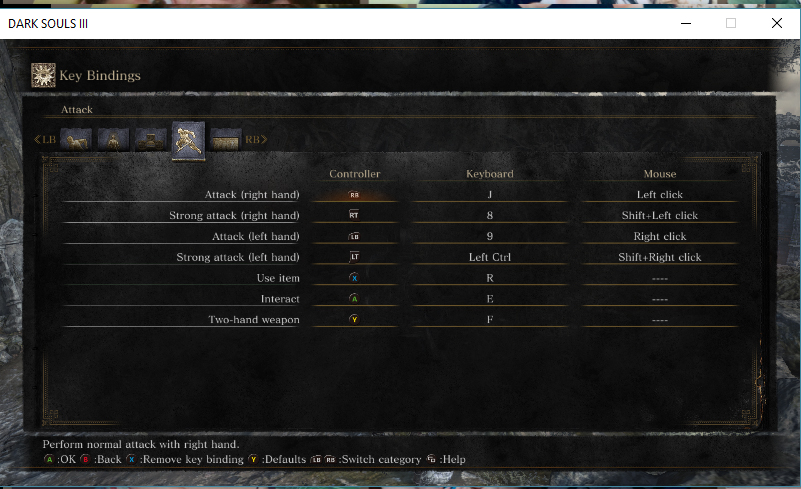 DARK SOULS III
Key Bindings
Attack
LB RB
Controller Keyboard Mouse
Attack (right hand) RB J Left click
Strong attack (right hand) RT 8 Shift+Left click
Attack (left hand) LB 9 Right click
Strong attack (left hand) LT Left Ctrl Shift+Right click
Use item X R ----
Interact A E ----
Two-hand weapon Y F ----
Perform normal attack with right hand.
A :OK B :Back X :Remove key binding Y :Defaults LB RB :Switch category :Help